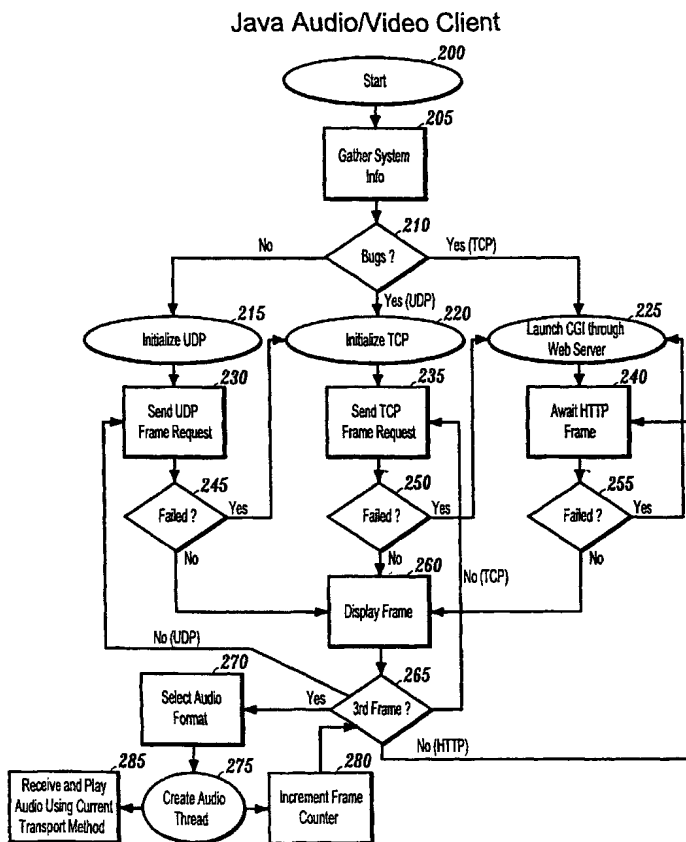 Java Audio/Video Client
200
Start
205
Gather System
Info
210
Bugs ?
No
Yes (TCP)
Yes (UDP)
215
Initialize UDP
220
Initialize TCP
225
Launch CGI through
Web Server
230
Send UDP
Frame Request
235
Send TCP
Frame Request
240
Await HTTP
Frame
245
Failed ?
Yes
No
250
Failed ?
Yes
No
255
Failed ?
Yes
No
260
Display Frame
No (TCP)
No (UDP)
265
3rd Frame ?
Yes
No (HTTP)
270
Select Audio
Format
275
Create Audio
Thread
280
Increment Frame
Counter
285
Receive and Play
Audio Using Current
Transport Method